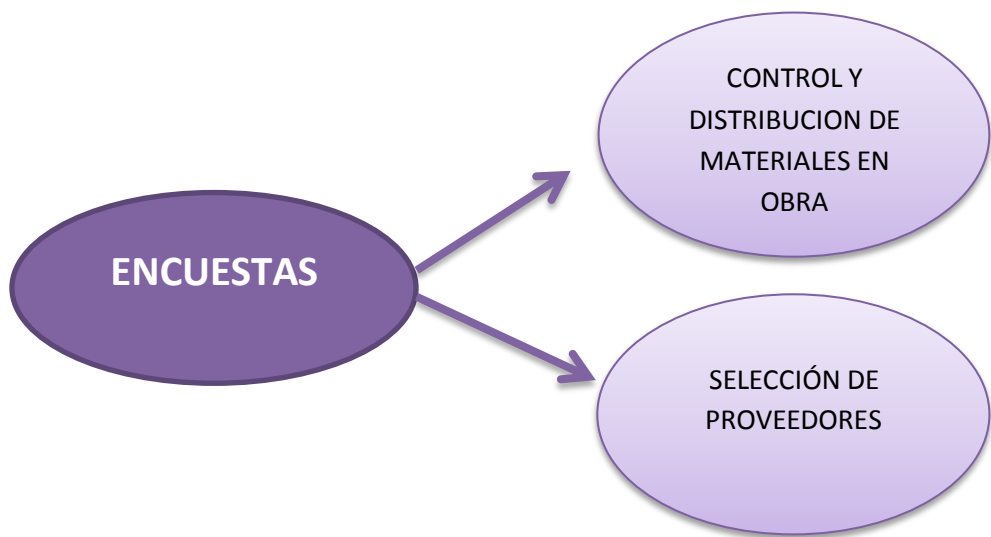 ENCUESTAS
CONTROL Y
DISTRIBUCION DE
MATERIALES EN
OBRA
SELECCIÓN DE
PROVEEDORES